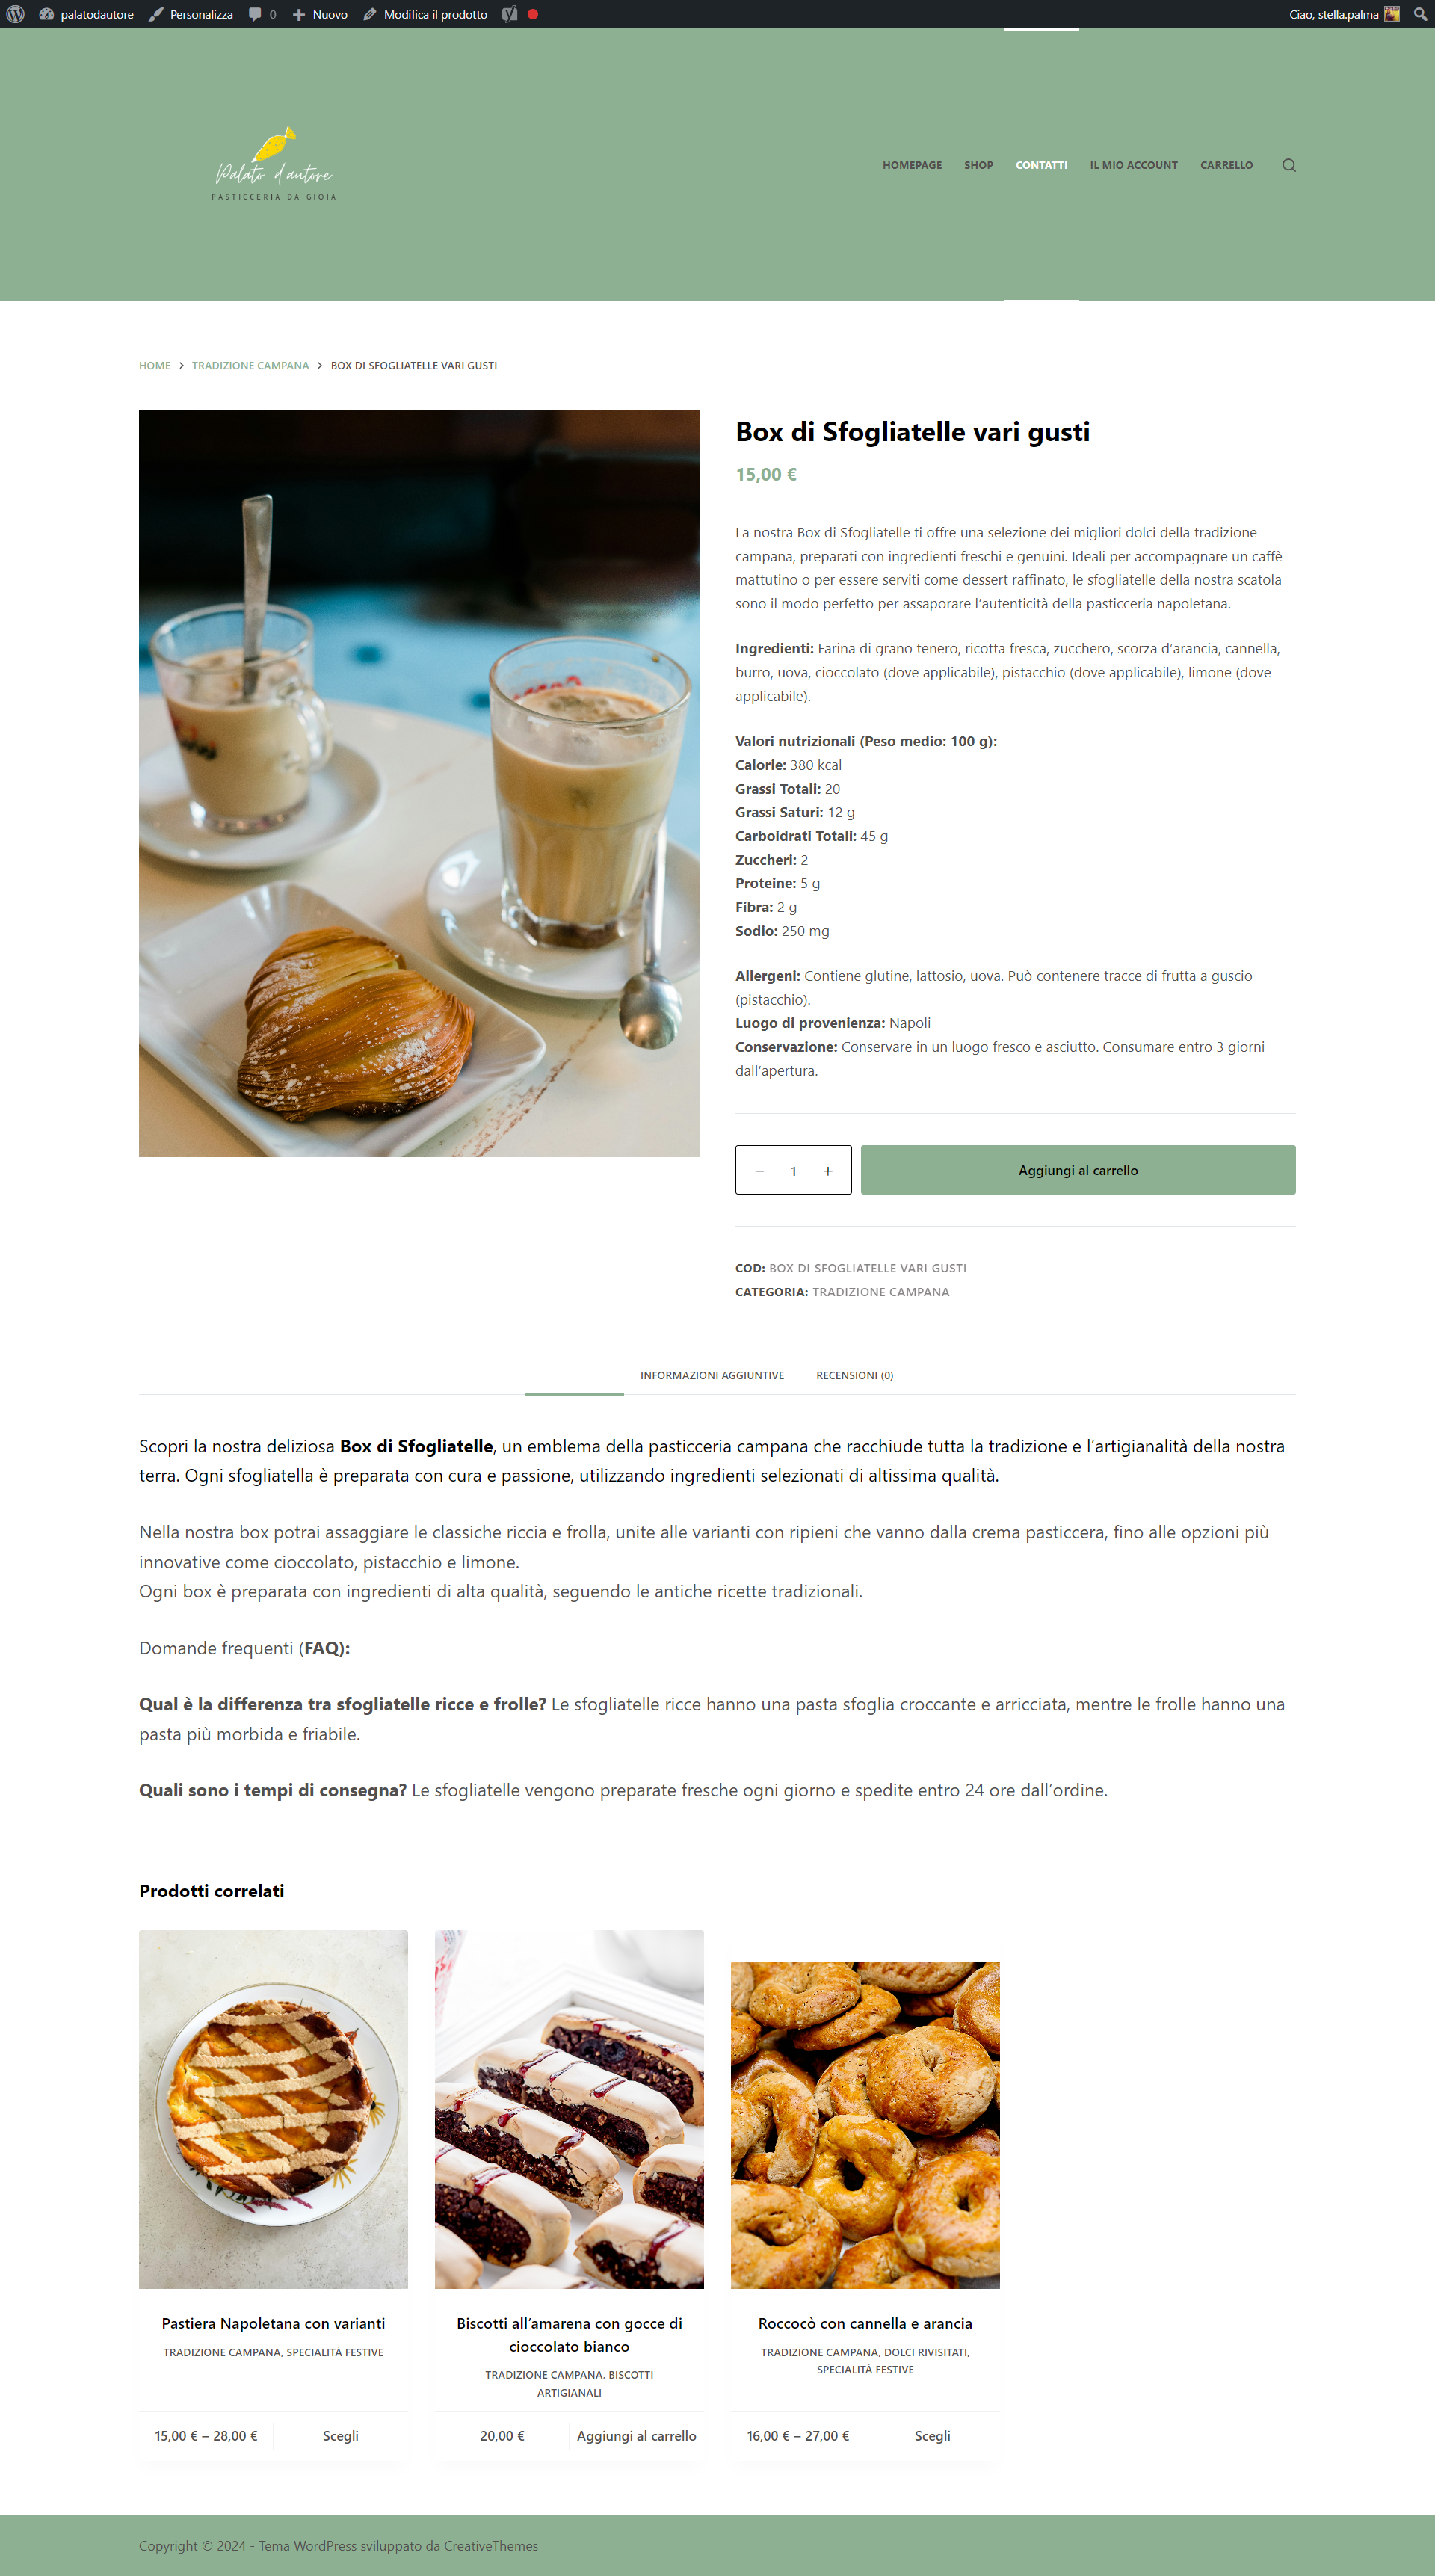 palatodautore Personalizza 0 Nuovo Modifica il prodotto Ciao, stella.palma
Palato d'autore
PASTICCERIA DA GIOIA
HOMEPAGE SHOP CONTATTI IL MIO ACCOUNT CARRELLO
HOME > TRADIZIONE CAMPANA > BOX DI SFOGLIATELLE VARI GUSTI
Box di Sfogliatelle vari gusti
15,00 €
La nostra Box di Sfogliatelle ti offre una selezione dei migliori dolci della tradizione
campana, preparati con ingredienti freschi e genuini. Ideali per accompagnare un caffè
mattutino o per essere serviti come dessert raffinato, le sfogliatelle della nostra scatola
sono il modo perfetto per assaporare l’autenticità della pasticceria napoletana.
Ingredienti: Farina di grano tenero, ricotta fresca, zucchero, scorza d’arancia, cannella,
burro, uova, cioccolato (dove applicabile), pistacchio (dove applicabile), limone (dove
applicabile).
Valori nutrizionali (Peso medio: 100 g):
Calorie: 380 kcal
Grassi Totali: 20
Grassi Saturi: 12 g
Carboidrati Totali: 45 g
Zuccheri: 2
Proteine: 5 g
Fibra: 2 g
Sodio: 250 mg
Allergeni: Contiene glutine, lattosio, uova. Può contenere tracce di frutta a guscio
(pistacchio).
Luogo di provenienza: Napoli
Conservazione: Conservare in un luogo fresco e asciutto. Consumare entro 3 giorni
dall’apertura.
− 1 + Aggiungi al carrello
COD: BOX DI SFOGLIATELLE VARI GUSTI
CATEGORIA: TRADIZIONE CAMPANA
INFORMAZIONI AGGIUNTIVE RECENSIONI (0)
Scopri la nostra deliziosa Box di Sfogliatelle, un emblema della pasticceria campana che racchiude tutta la tradizione e l’artigianalità della nostra
terra. Ogni sfogliatella è preparata con cura e passione, utilizzando ingredienti selezionati di altissima qualità.
Nella nostra box potrai assaggiare le classiche riccia e frolla, unite alle varianti con ripieni che vanno dalla crema pasticcera, fino alle opzioni più
innovative come cioccolato, pistacchio e limone.
Ogni box è preparata con ingredienti di alta qualità, seguendo le antiche ricette tradizionali.
Domande frequenti (FAQ):
Qual è la differenza tra sfogliatelle ricce e frolle? Le sfogliatelle ricce hanno una pasta sfoglia croccante e arricciata, mentre le frolle hanno una
pasta più morbida e friabile.
Quali sono i tempi di consegna? Le sfogliatelle vengono preparate fresche ogni giorno e spedite entro 24 ore dall’ordine.
Prodotti correlati
Pastiera Napoletana con varianti
TRADIZIONE CAMPANA, SPECIALITÀ FESTIVE
15,00 € – 28,00 € Scegli
Biscotti all’amarena con gocce di
cioccolato bianco
TRADIZIONE CAMPANA, BISCOTTI
ARTIGIANALI
20,00 € Aggiungi al carrello
Roccocò con cannella e arancia
TRADIZIONE CAMPANA, DOLCI RIVISITATI,
SPECIALITÀ FESTIVE
16,00 € – 27,00 € Scegli
Copyright © 2024 - Tema WordPress sviluppato da CreativeThemes